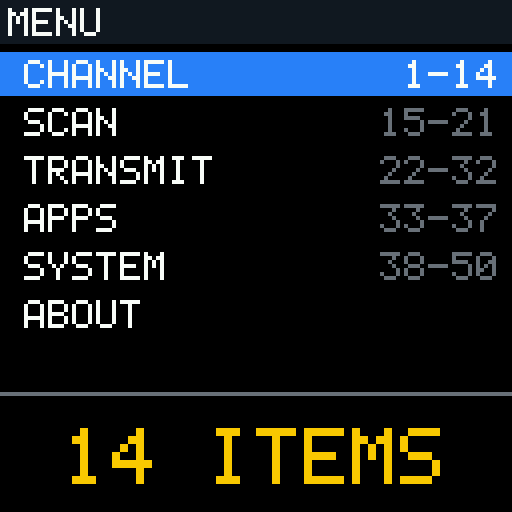 MENU
CHANNEL 1-14
SCAN 15-21
TRANSMIT 22-32
APPS 33-37
SYSTEM 38-50
ABOUT
14 ITEMS